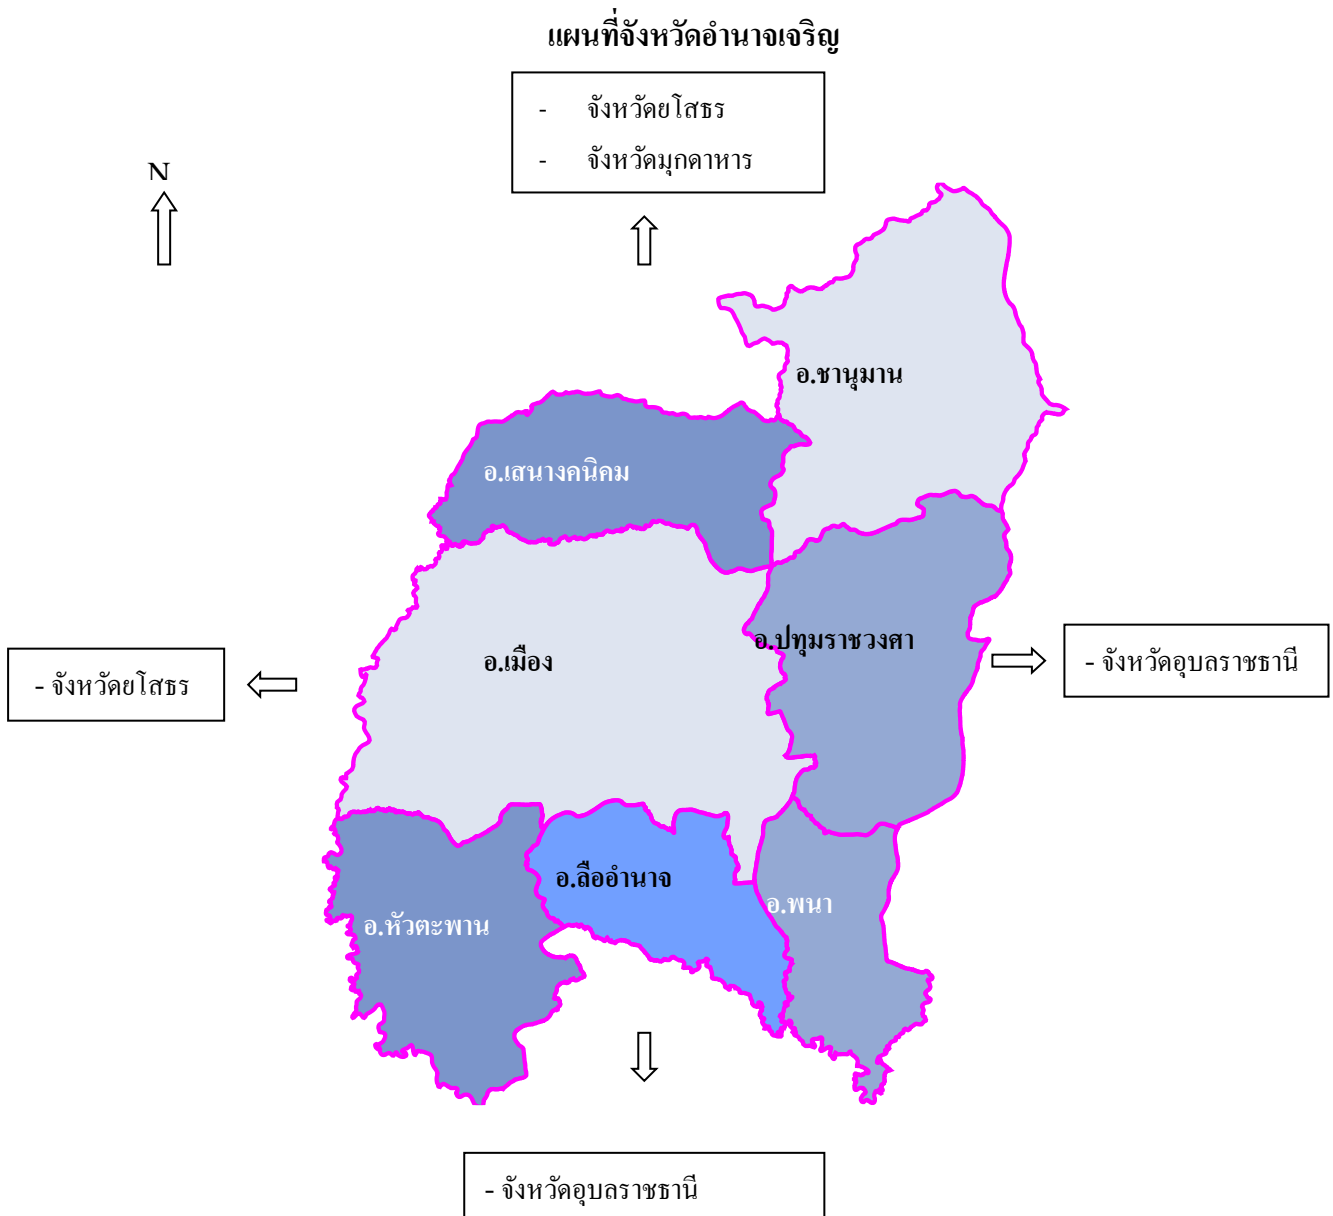 แผนที่จังหวัดอำนาจเจริญ
- จังหวัดยโสธร
- จังหวัดมุกดาหาร
N
อ.ชานุมาน
อ.เสนางคนิคม
อ.ปทุมราชวงศา
อ.เมือง
- จังหวัดอุบลราชธานี
- จังหวัดยโสธร
อ.ลืออำนาจ
อ.พนา
อ.หัวตะพาน
- จังหวัดอุบลราชธานี